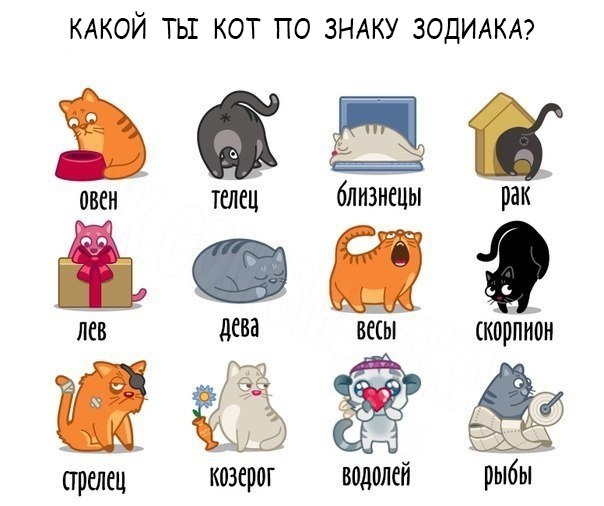 КАКОЙ ТЫ КОТ ПО ЗНАКУ ЗОДИАКА?
овен телец близнецы рак
лев дева весы скорпион
стрелец козерог водолей рыбы